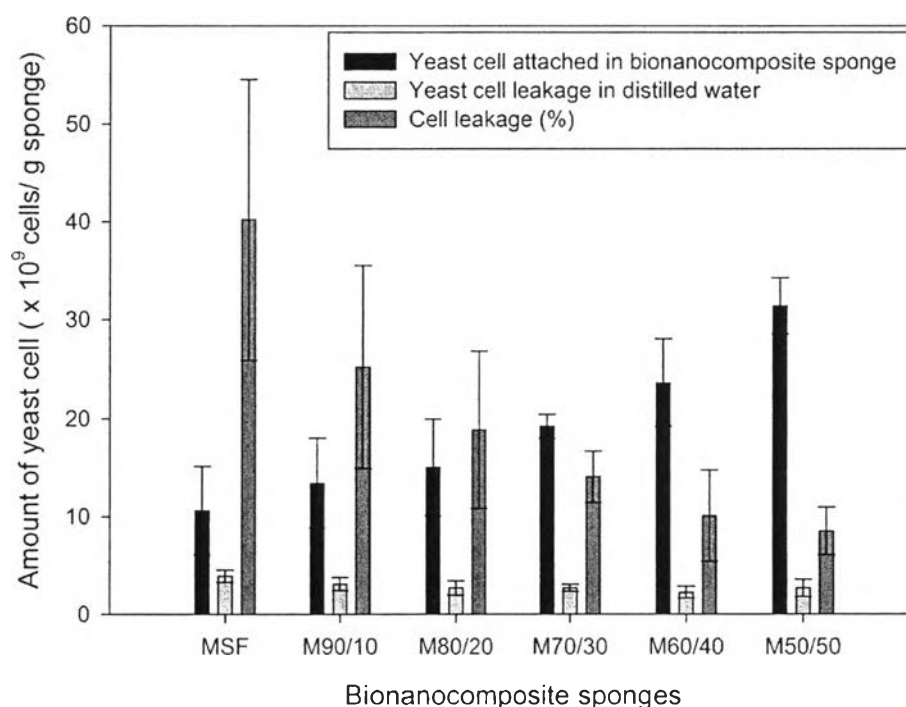 60
50
40
30
20
10
0
Amount of yeast cell ( x 10⁹ cells/ g sponge)
Yeast cell attached in bionanocomposite sponge
Yeast cell leakage in distilled water
Cell leakage (%)
MSF M90/10 M80/20 M70/30 M60/40 M50/50
Bionanocomposite sponges